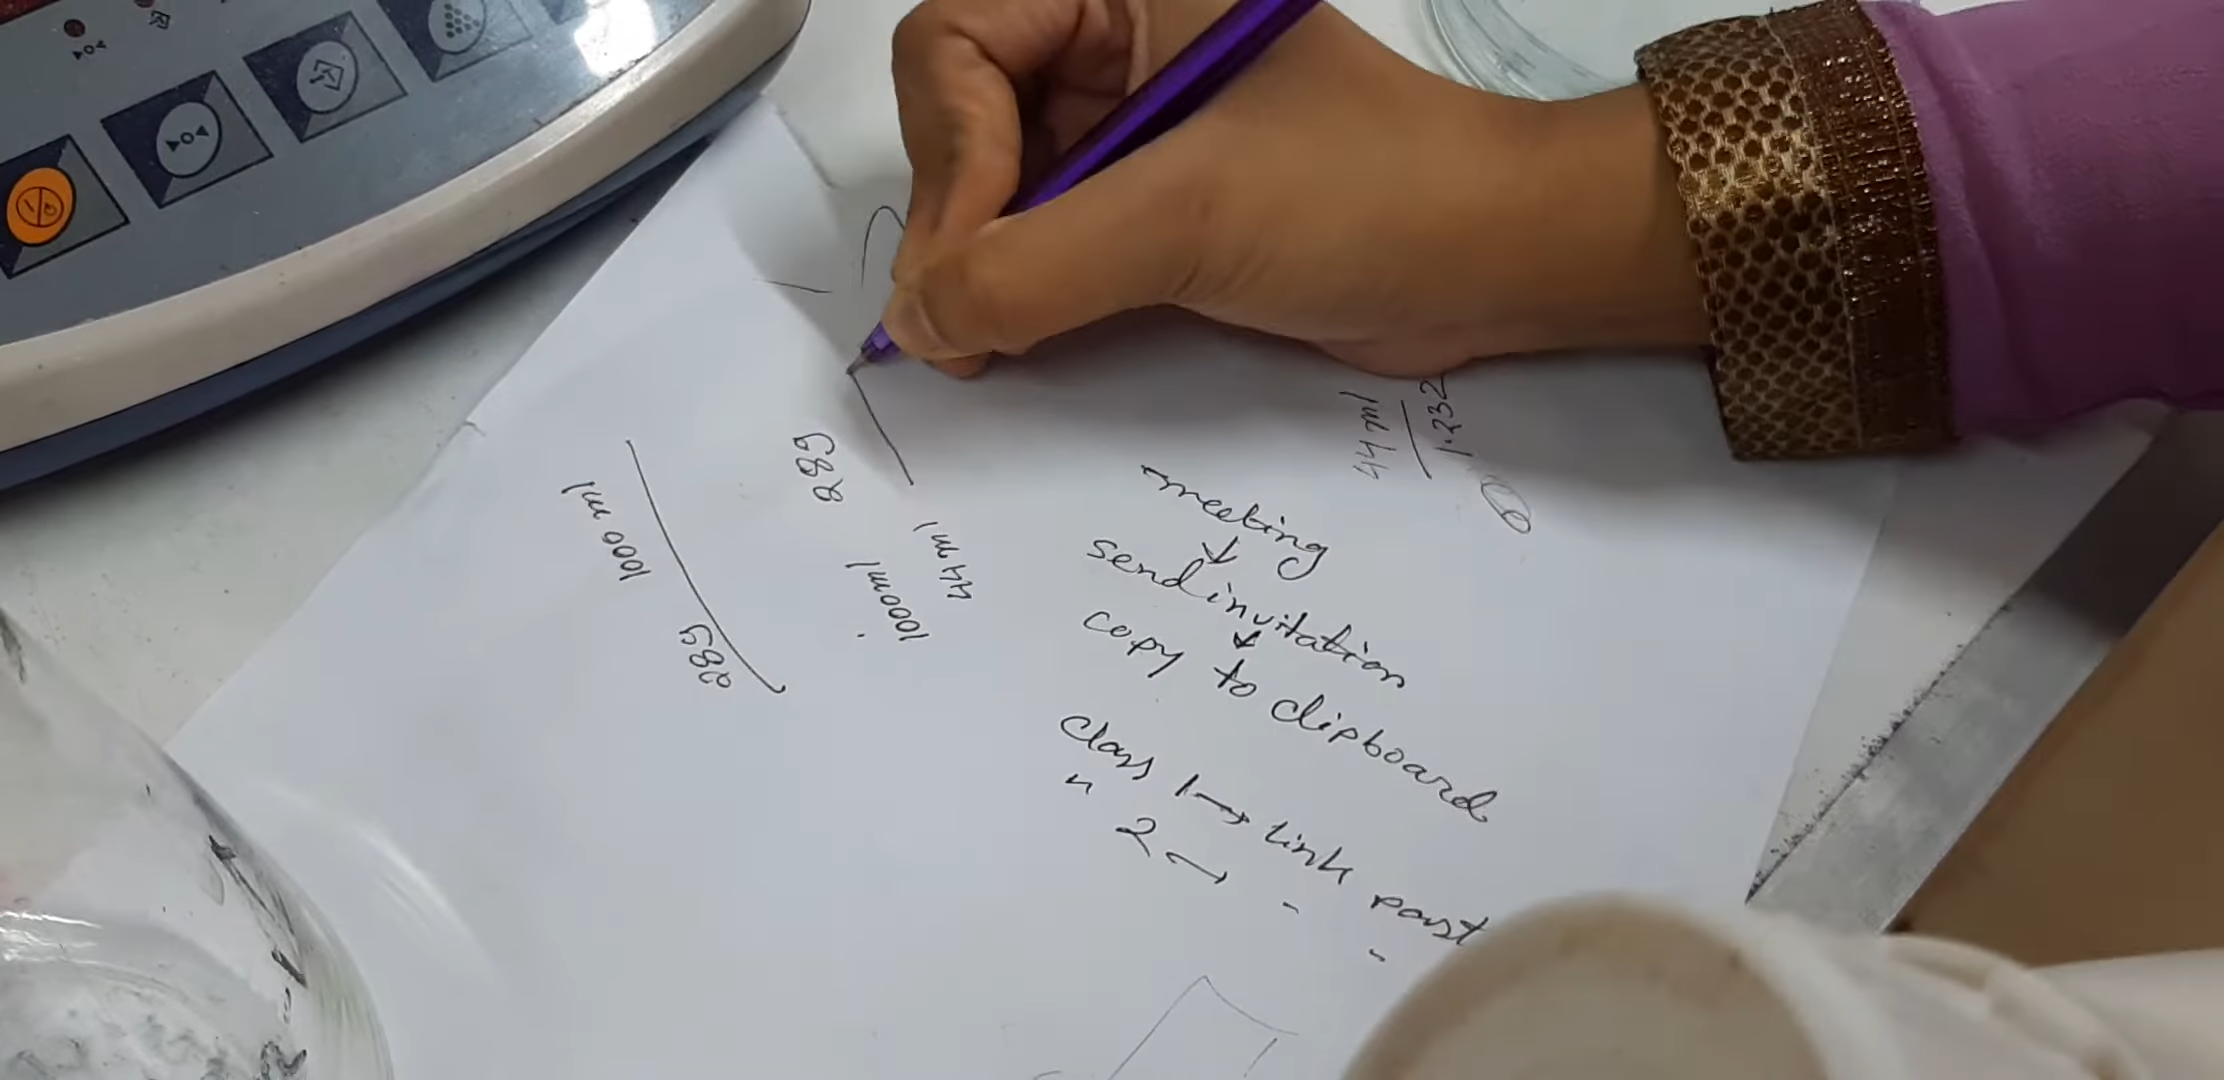 44 ml
1.232
meeting
↓
send invitation
↓
copy to clipboard
class 1 → link past
" 2 → " "
28g
1000 ml
1000ml 28g
44 ml